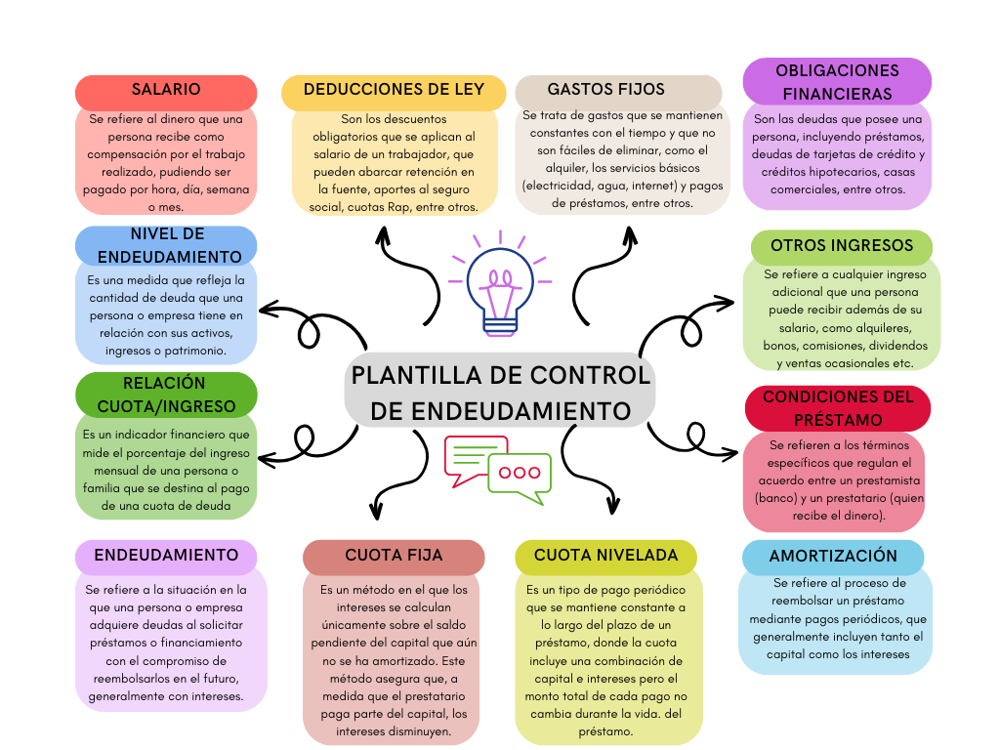 SALARIO
Se refiere al dinero que una
persona recibe como
compensación por el trabajo
realizado, pudiendo ser
pagado por hora, día, semana
o mes.
DEDUCCIONES DE LEY
Son los descuentos
obligatorios que se aplican al
salario de un trabajador, que
pueden abarcar retención en
la fuente, aportes al seguro
social, cuotas Rap, entre otros.
GASTOS FIJOS
Se trata de gastos que se mantienen
constantes con el tiempo y que no
son fáciles de eliminar, como el
alquiler, los servicios básicos
(electricidad, agua, internet) y pagos
de préstamos, entre otros.
OBLIGACIONES
FINANCIERAS
Son las deudas que posee una
persona, incluyendo préstamos,
deudas de tarjetas de crédito y
créditos hipotecarios, casas
comerciales, entre otros.
NIVEL DE
ENDEUDAMIENTO
Es una medida que refleja la
cantidad de deuda que una
persona o empresa tiene en
relación con sus activos,
ingresos o patrimonio.
OTROS INGRESOS
Se refiere a cualquier ingreso
adicional que una persona
puede recibir además de su
salario, como alquileres,
bonos, comisiones, dividendos
y ventas ocasionales etc.
PLANTILLA DE CONTROL
DE ENDEUDAMIENTO
RELACIÓN
CUOTA/INGRESO
Es un indicador financiero que
mide el porcentaje del ingreso
mensual de una persona o
familia que se destina al pago
de una cuota de deuda
CONDICIONES DEL
PRÉSTAMO
Se refieren a los términos
específicos que regulan el
acuerdo entre un prestamista
(banco) y un prestatario (quien
recibe el dinero).
ENDEUDAMIENTO
Se refiere a la situación en la
que una persona o empresa
adquiere deudas al solicitar
préstamos o financiamiento
con el compromiso de
reembolsarlos en el futuro,
generalmente con intereses.
CUOTA FIJA
Es un método en el que los
intereses se calculan
únicamente sobre el saldo
pendiente del capital que aún
no se ha amortizado. Este
método asegura que, a
medida que el prestatario
paga parte del capital, los
intereses disminuyen.
CUOTA NIVELADA
Es un tipo de pago periódico
que se mantiene constante a
lo largo del plazo de un
préstamo, donde la cuota
incluye una combinación de
capital e intereses pero el
monto total de cada pago no
cambia durante la vida. del
préstamo.
AMORTIZACIÓN
Se refiere al proceso de
reembolsar un préstamo
mediante pagos periódicos, que
generalmente incluyen tanto el
capital como los intereses